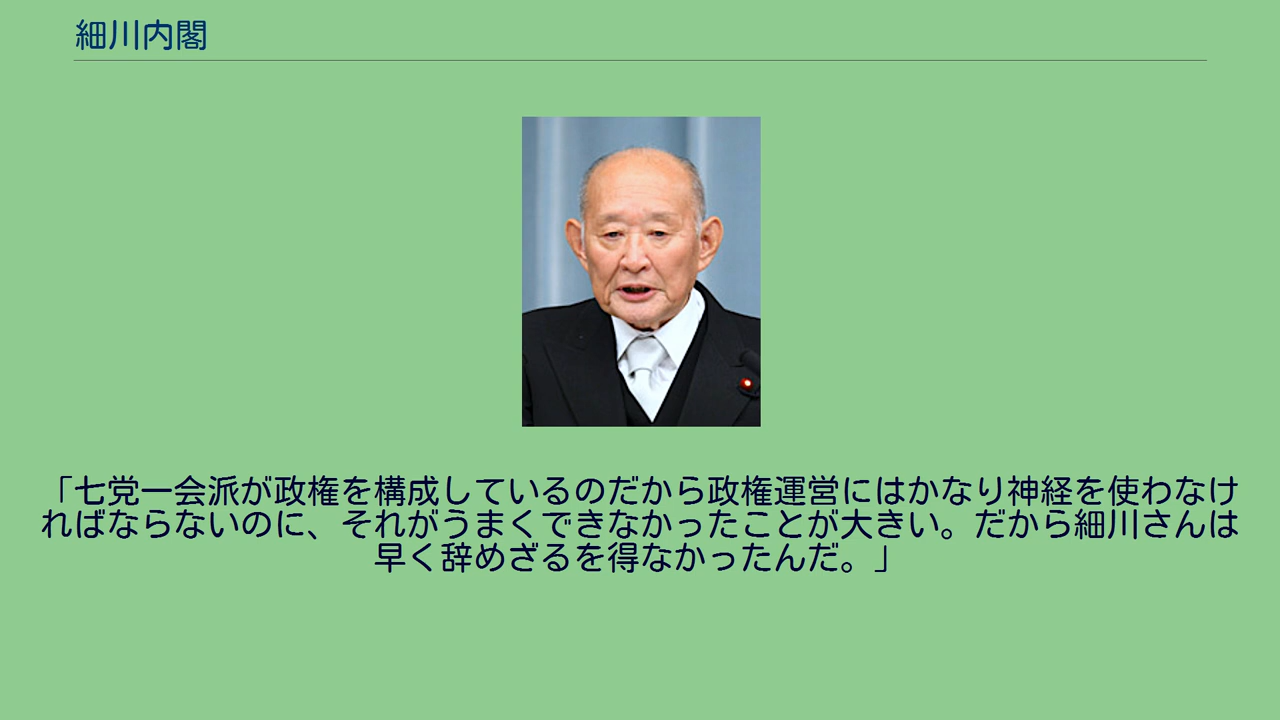 細川内閣
「七党一会派が政権を構成しているのだから政権運営にはかなり神経を使わなけ
ればならないのに、それがうまくできなかったことが大きい。だから細川さんは
早く辞めざるを得なかったんだ。」